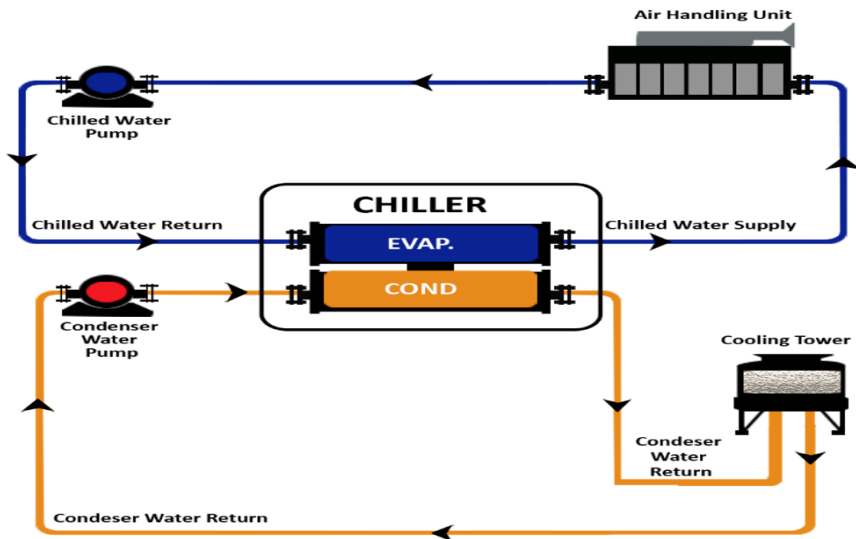 Air Handling Unit
Chilled Water
Pump
Chilled Water Return
CHILLER
Chilled Water Supply
EVAP.
COND
Condenser
Water
Pump
Cooling Tower
Condeser
Water
Return
Condeser Water Return